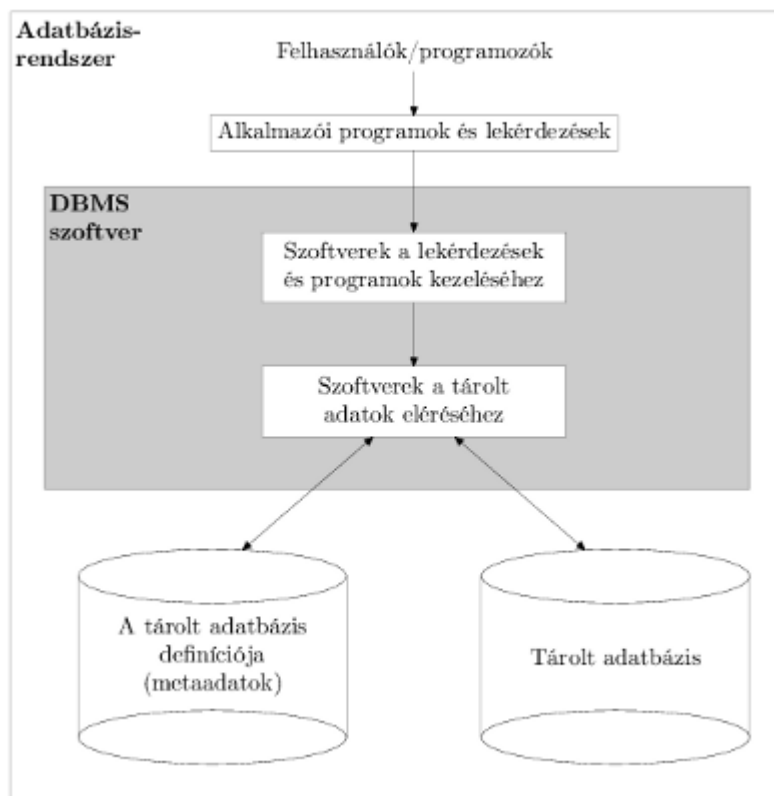 Adatbázis-
rendszer
Felhasználók/programozók
Alkalmazói programok és lekérdezések
DBMS
szoftver
Szoftverek a lekérdezések
és programok kezeléséhez
Szoftverek a tárolt
adatok eléréséhez
A tárolt adatbázis
definíciója
(metaadatok)
Tárolt adatbázis